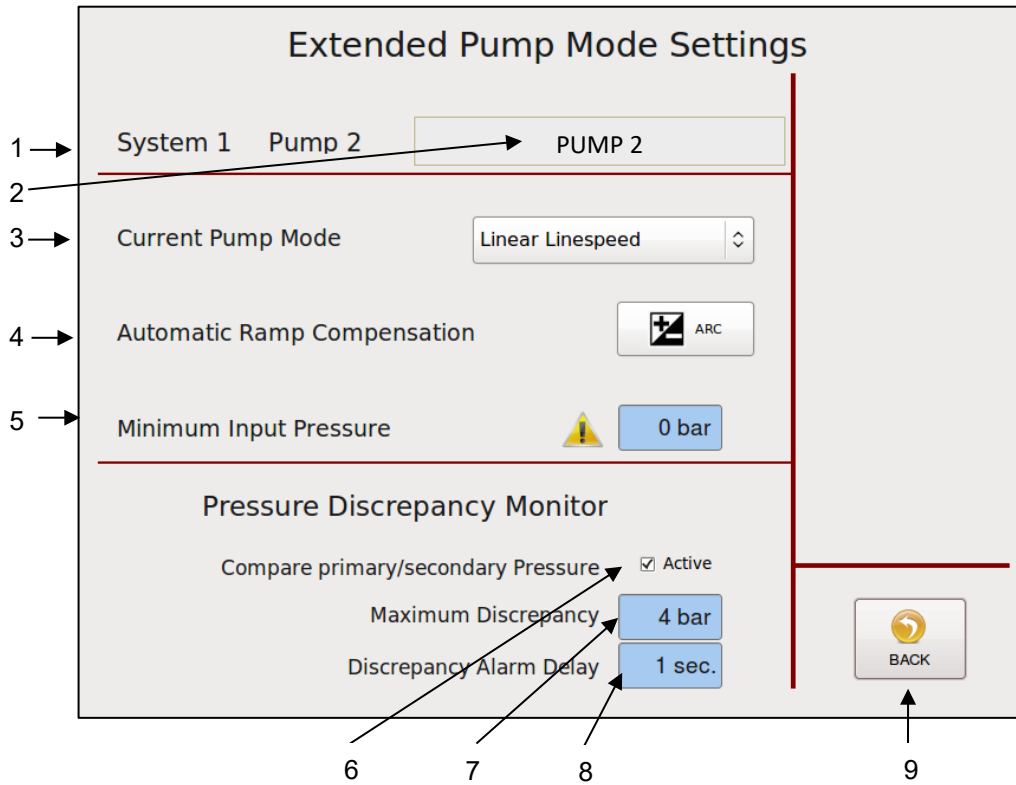 Extended Pump Mode Settings
1 System 1 Pump 2 PUMP 2
2
3 Current Pump Mode Linear Linespeed
4 Automatic Ramp Compensation ARC
5 Minimum Input Pressure 0 bar
Pressure Discrepancy Monitor
Compare primary/secondary Pressure Active
Maximum Discrepancy 4 bar
Discrepancy Alarm Delay 1 sec.
BACK
6 7 8 9